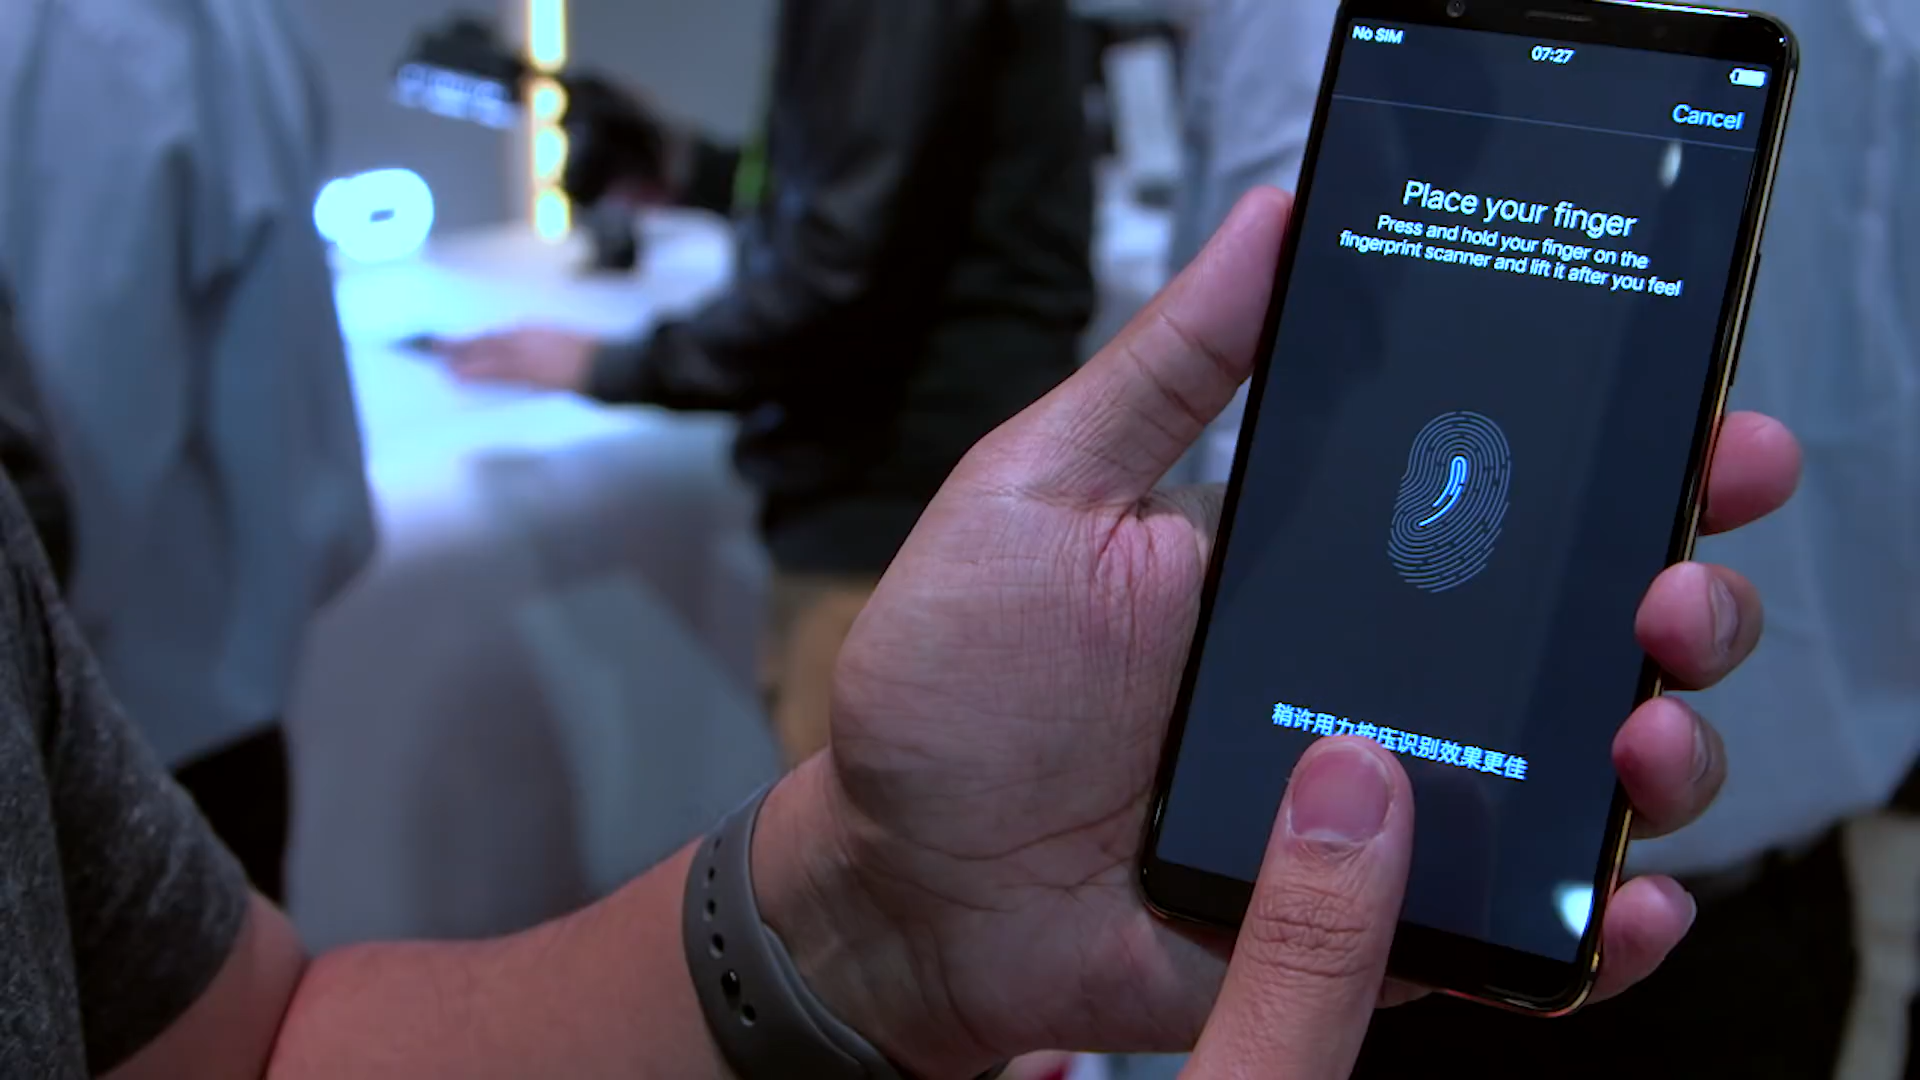 No SIM
07:27
Cancel
Place your finger
Press and hold your finger on the
fingerprint scanner and lift it after you feel
稍许用力按压识别效果更佳